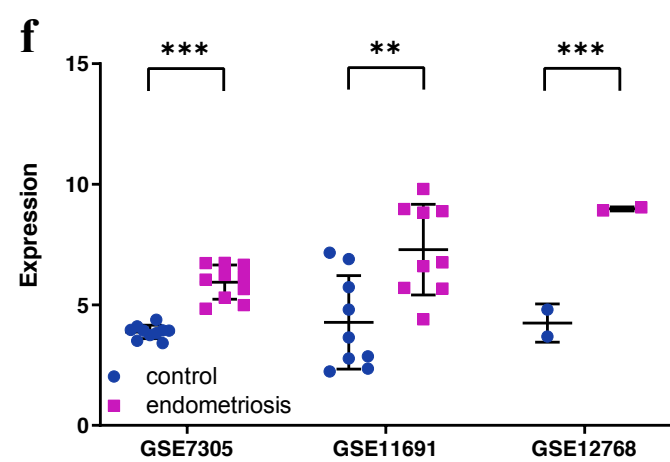 f
*** ** ***
15
10
5
0
Expression
control
endometriosis
GSE7305 GSE11691 GSE12768